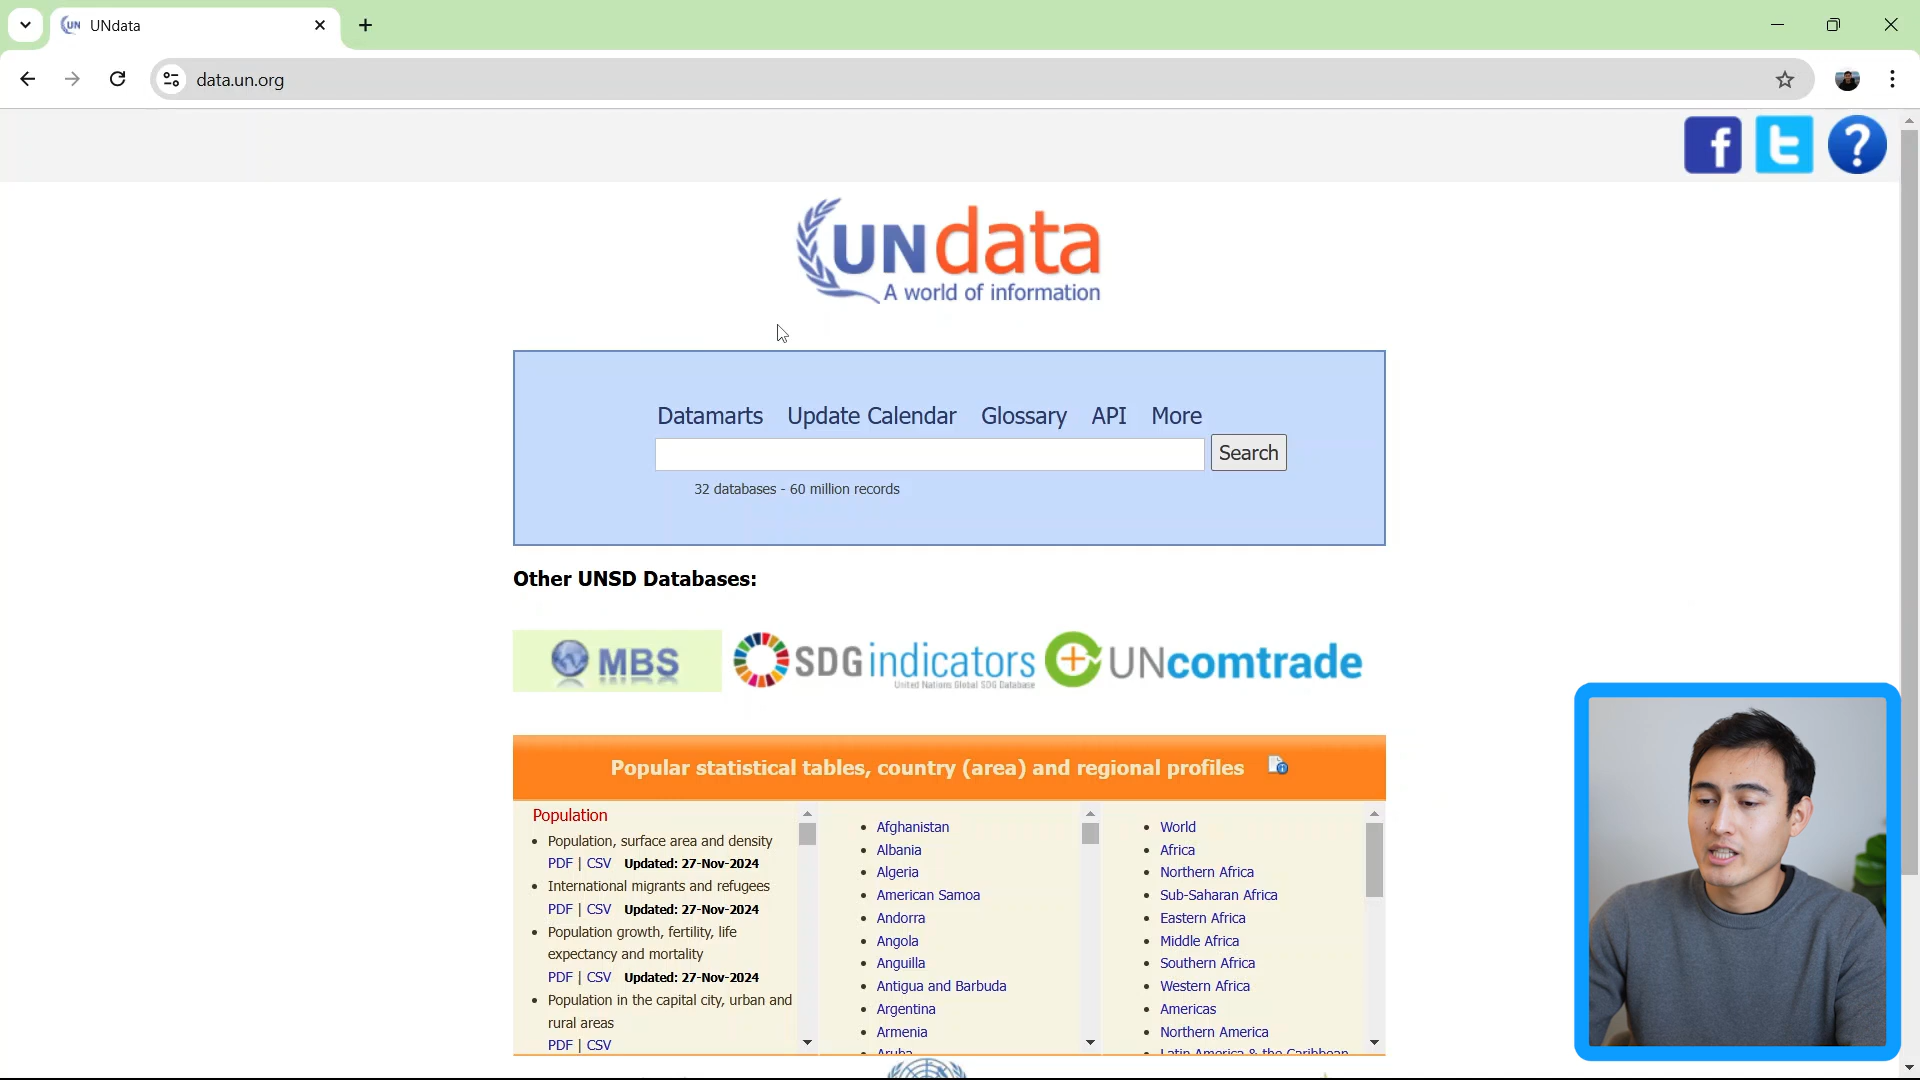 UN UNdata
data.un.org
f t ?
UNdata
A world of information
Datamarts Update Calendar Glossary API More
Search
32 databases - 60 million records
Other UNSD Databases:
MBS SDG indicators UNcomtrade
United Nations Global SDG Database
Popular statistical tables, country (area) and regional profiles
Population
• Population, surface area and density
PDF | CSV Updated: 27-Nov-2024
• International migrants and refugees
PDF | CSV Updated: 27-Nov-2024
• Population growth, fertility, life
expectancy and mortality
PDF | CSV Updated: 27-Nov-2024
• Population in the capital city, urban and
rural areas
PDF | CSV
• Afghanistan
• Albania
• Algeria
• American Samoa
• Andorra
• Angola
• Anguilla
• Antigua and Barbuda
• Argentina
• Armenia
• Aruba
• World
• Africa
• Northern Africa
• Sub-Saharan Africa
• Eastern Africa
• Middle Africa
• Southern Africa
• Western Africa
• Americas
• Northern America
• Latin America & the Caribbean